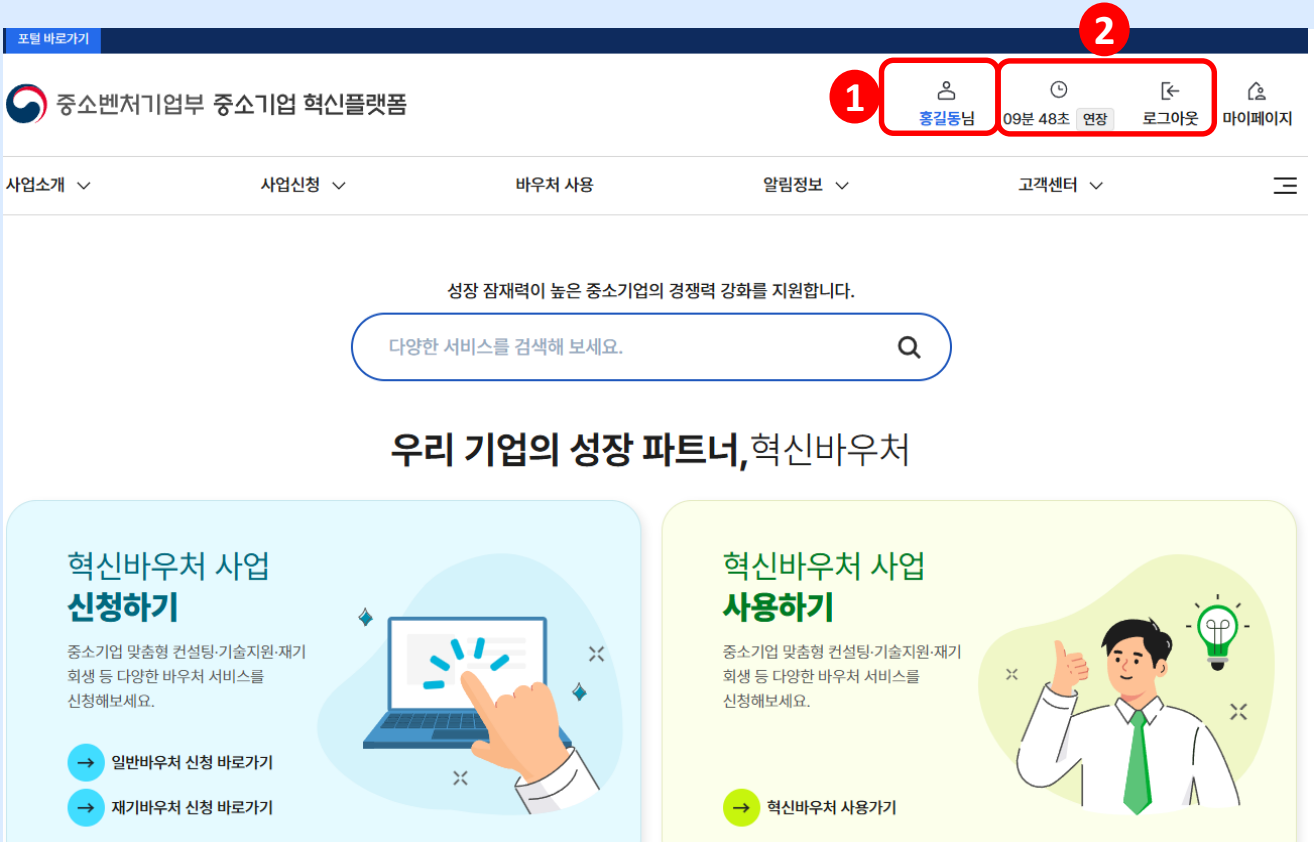 포털 바로가기
2
1
중소벤처기업부 중소기업 혁신플랫폼
홍길동님
09분 48초 연장
로그아웃
마이페이지
사업소개
사업신청
바우처 사용
알림정보
고객센터
성장 잠재력이 높은 중소기업의 경쟁력 강화를 지원합니다.
다양한 서비스를 검색해 보세요.
우리 기업의 성장 파트너,혁신바우처
혁신바우처 사업
신청하기
중소기업 맞춤형 컨설팅·기술지원·재기
회생 등 다양한 바우처 서비스를
신청해보세요.
일반바우처 신청 바로가기
재기바우처 신청 바로가기
혁신바우처 사업
사용하기
중소기업 맞춤형 컨설팅·기술지원·재기
회생 등 다양한 바우처 서비스를
신청해보세요.
혁신바우처 사용가기